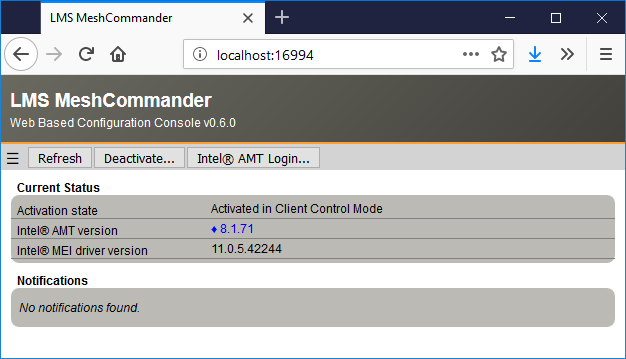 LMS MeshCommander
localhost:16994
LMS MeshCommander
Web Based Configuration Console v0.6.0
Refresh Deactivate... Intel® AMT Login...
Current Status
Activation state Activated in Client Control Mode
Intel® AMT version ♦ 8.1.71
Intel® MEI driver version 11.0.5.42244
Notifications
No notifications found.